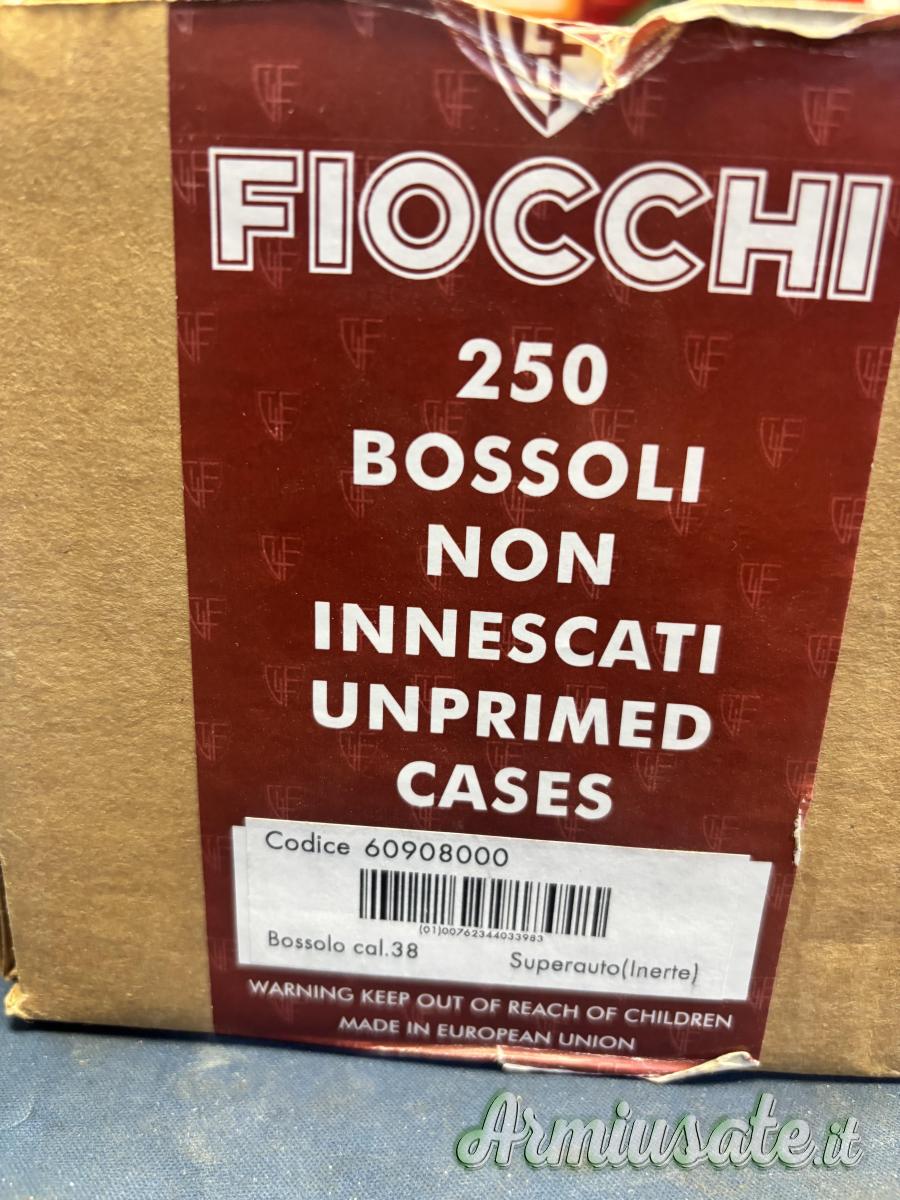 FIOCCHI
250
BOSSOLI
NON
INNESCATI
UNPRIMED
CASES
Codice 60908000
(01)00762344033983
Bossolo cal.38 Superauto(Inerte)
WARNING KEEP OUT OF REACH OF CHILDREN
MADE IN EUROPEAN UNION
Armiusate.it